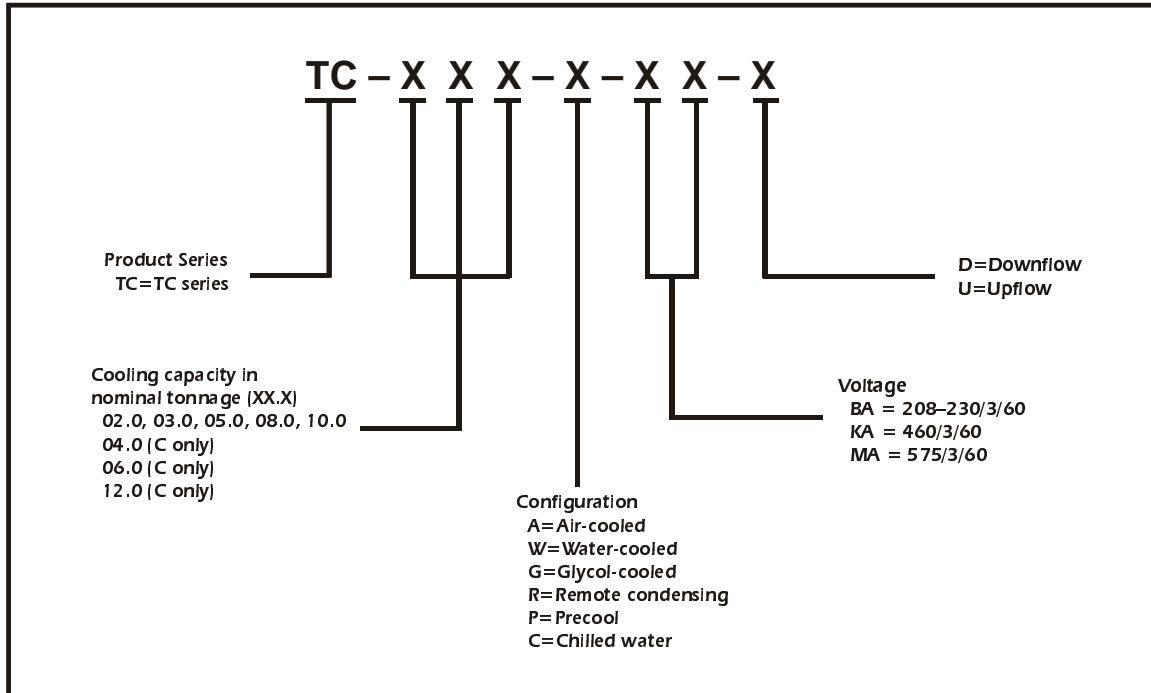 TC – X X X – X – X X – X
Product Series
TC=TC series
D=Downflow
U=Upflow
Cooling capacity in
nominal tonnage (XX.X)
02.0, 03.0, 05.0, 08.0, 10.0
04.0 (C only)
06.0 (C only)
12.0 (C only)
Voltage
BA = 208–230/3/60
KA = 460/3/60
MA = 575/3/60
Configuration
A=Air-cooled
W=Water-cooled
G=Glycol-cooled
R=Remote condensing
P=Precool
C=Chilled water